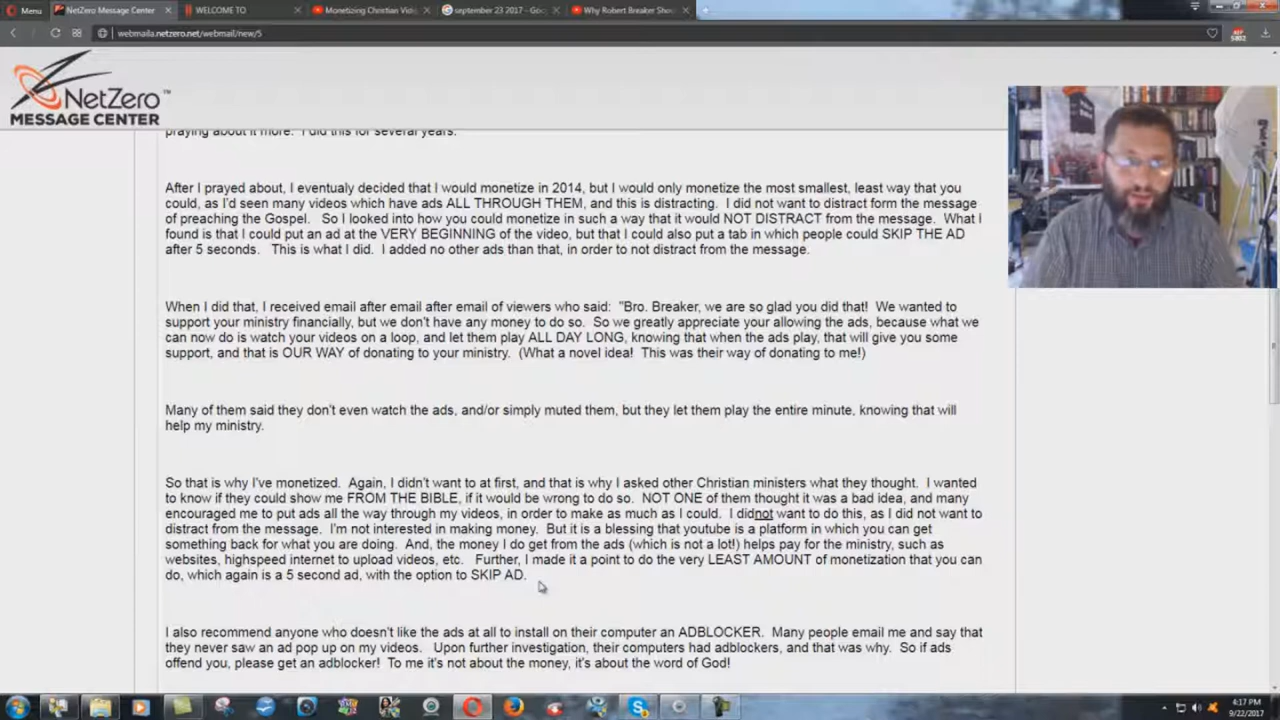 Menu
NetZero Message Center
WELCOME TO
Monetizing Christian Vid
september 23 2017 - Goo
Why Robert Breaker Shou
webmaila.netzero.net/webmail/new/5
NetZero™
MESSAGE CENTER
praying about it more. I did this for several years.
After I prayed about, I eventualy decided that I would monetize in 2014, but I would only monetize the most smallest, least way that you
could, as I'd seen many videos which have ads ALL THROUGH THEM, and this is distracting. I did not want to distract form the message
of preaching the Gospel. So I looked into how you could monetize in such a way that it would NOT DISTRACT from the message. What I
found is that I could put an ad at the VERY BEGINNING of the video, but that I could also put a tab in which people could SKIP THE AD
after 5 seconds. This is what I did. I added no other ads than that, in order to not distract from the message.
When I did that, I received email after email after email of viewers who said: "Bro. Breaker, we are so glad you did that! We wanted to
support your ministry financially, but we don't have any money to do so. So we greatly appreciate your allowing the ads, because what we
can now do is watch your videos on a loop, and let them play ALL DAY LONG, knowing that when the ads play, that will give you some
support, and that is OUR WAY of donating to your ministry. (What a novel idea! This was their way of donating to me!)
Many of them said they don't even watch the ads, and/or simply muted them, but they let them play the entire minute, knowing that will
help my ministry.
So that is why I've monetized. Again, I didn't want to at first, and that is why I asked other Christian ministers what they thought. I wanted
to know if they could show me FROM THE BIBLE, if it would be wrong to do so. NOT ONE of them thought it was a bad idea, and many
encouraged me to put ads all the way through my videos, in order to make as much as I could. I didnot want to do this, as I did not want to
distract from the message. I'm not interested in making money. But it is a blessing that youtube is a platform in which you can get
something back for what you are doing. And, the money I do get from the ads (which is not a lot!) helps pay for the ministry, such as
websites, highspeed internet to upload videos, etc. Further, I made it a point to do the very LEAST AMOUNT of monetization that you can
do, which again is a 5 second ad, with the option to SKIP AD.
I also recommend anyone who doesn't like the ads at all to install on their computer an ADBLOCKER. Many people email me and say that
they never saw an ad pop up on my videos. Upon further investigation, their computers had adblockers, and that was why. So if ads
offend you, please get an adblocker! To me it's not about the money, it's about the word of God!
4:17 PM
9/22/2017